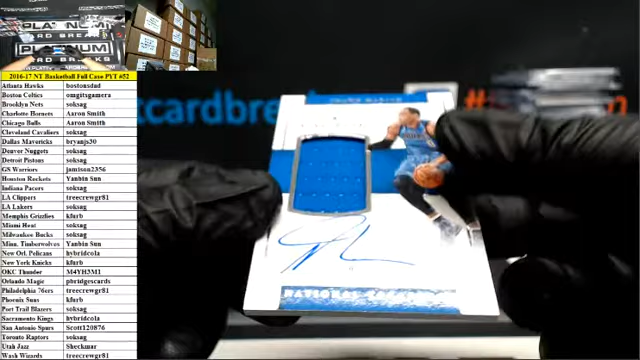 PLATINUM
CARD BREAKS
PLATINUM
2016-17 NT Basketball Full Case PYT #52
Atlanta Hawks bostonsdad
Boston Celtics omgitsgamera
Brooklyn Nets soksag
Charlotte Hornets Aaron Smith
Chicago Bulls Aaron Smith
Cleveland Cavaliers soksag
Dallas Mavericks bryanjs30
Denver Nuggets soksag
Detroit Pistons soksag
GS Warriors jamison2356
Houston Rockets Yanbin Sun
Indiana Pacers soksag
LA Clippers treecrewgr81
LA Lakers soksag
Memphis Grizzlies kfurb
Miami Heat soksag
Milwaukee Bucks soksag
Minn. Timberwolves Yanbin Sun
New Orl. Pelicans hybridcola
New York Knicks kfurb
OKC Thunder M4YH3M1
Orlando Magic pbridgescards
Philadelphia 76ers treecrewgr81
Phoenix Suns kfurb
Port Trail Blazers soksag
Sacramento Kings hybridcola
San Antonio Spurs Scott120876
Toronto Raptors soksag
Utah Jazz Sheckmar
Wash Wizards treecrewgr81
tcardbre